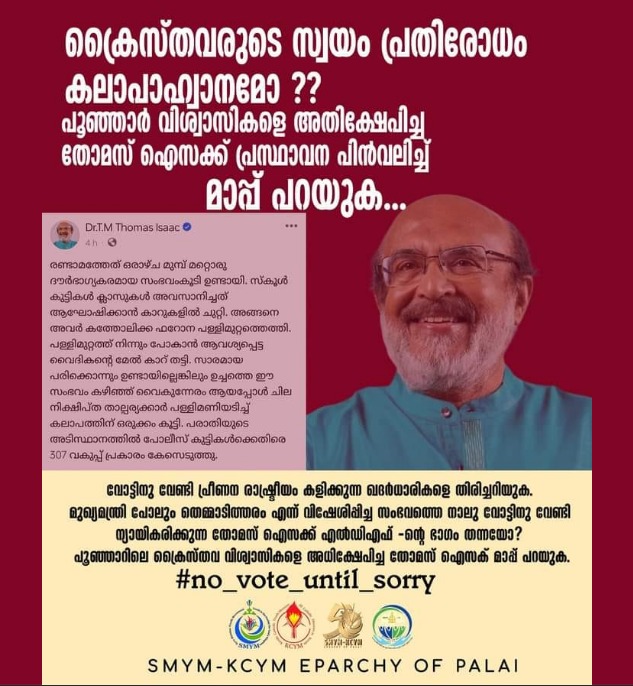 ക്രൈസ്തവരുടെ സ്വയം പ്രതിരോധം
കലാപാഹ്വാനമോ ??
പൂഞ്ഞാർ വിശ്വാസികളെ അതിക്ഷേപിച്ച
തോമസ് ഐസക്ക് പ്രസ്ഥാവന പിൻവലിച്ച്
മാപ്പ് പറയുക...
Dr.T.M Thomas Isaac
4 h
രണ്ടാമത്തേത് ഒരാഴ്ച മുമ്പ് മറ്റൊരു
ദൗർഭാഗ്യകരമായ സംഭവംകൂടി ഉണ്ടായി. സ്കൂൾ
കുട്ടികൾ ക്ലാസുകൾ അവസാനിച്ചത്
ആഘോഷിക്കാൻ കാറുകളിൽ ചുറ്റി. അങ്ങനെ
അവർ കത്തോലിക്ക ഫറോന പള്ളിമുറ്റത്തെത്തി.
പള്ളിമുറ്റത്ത് നിന്നും പോകാൻ ആവശ്യപ്പെട്ട
വൈദികന്റെ മേൽ കാറ് തട്ടി. സാരമായ
പരിക്കൊന്നും ഉണ്ടായില്ലെങ്കിലും ഉച്ചത്തെ ഈ
സംഭവം കഴിഞ്ഞ് വൈകുന്നേരം ആയപ്പോൾ ചില
നിക്ഷിപ്ത താല്പര്യക്കാർ പള്ളിമണിയടിച്ച്
കലാപത്തിന് ഒരുക്കം കൂട്ടി. പരാതിയുടെ
അടിസ്ഥാനത്തിൽ പോലീസ് കുട്ടികൾക്കെതിരെ
307 വകുപ്പ് പ്രകാരം കേസെടുത്തു.
വോട്ടിനു വേണ്ടി പ്രീണന രാഷ്ട്രീയം കളിക്കുന്ന ഖദർധാരികളെ തിരിച്ചറിയുക.
മുഖ്യമന്ത്രി പോലും തെമ്മാടിത്തരം എന്ന് വിഷേശിപ്പിച്ച സംഭവത്തെ നാലു വോട്ടിനു വേണ്ടി
ന്യായികരിക്കുന്ന തോമസ് ഐസക്ക് എൽഡിഎഫ് -ന്റെ ഭാഗം തന്നയോ?
പൂഞ്ഞാറിലെ ക്രൈസ്തവ വിശ്വാസികളെ അധിക്ഷേപിച്ച തോമസ് ഐസക് മാപ്പ് പറയുക.
#no_vote_until_sorry
SMYM
KCYM
SMYM-KCYM
SMYM-KCYM EPARCHY OF PALAI